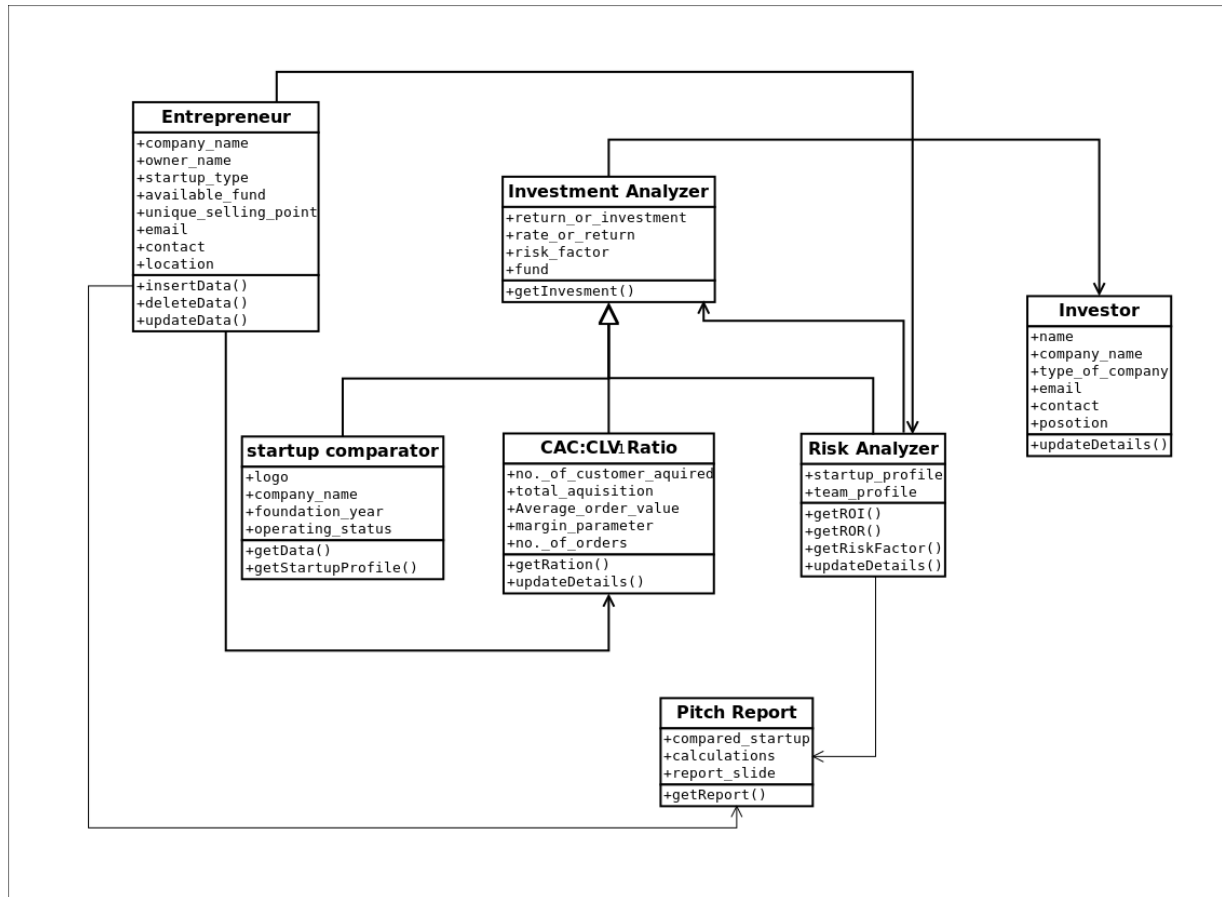 Entrepreneur
+company_name
+owner_name
+startup_type
+available_fund
+unique_selling_point
+email
+contact
+location
+insertData()
+deleteData()
+updateData()
Investment Analyzer
+return_or_investment
+rate_or_return
+risk_factor
+fund
+getInvesment()
Investor
+name
+company_name
+type_of_company
+email
+contact
+posotion
+updateDetails()
startup comparator
+logo
+company_name
+foundation_year
+operating_status
+getData()
+getStartupProfile()
CAC:CLV1Ratio
+no._of_customer_aquired
+total_aquisition
+Average_order_value
+margin_parameter
+no._of_orders
+getRation()
+updateDetails()
Risk Analyzer
+startup_profile
+team_profile
+getROI()
+getROR()
+getRiskFactor()
+updateDetails()
Pitch Report
+compared_startup
+calculations
+report_slide
+getReport()